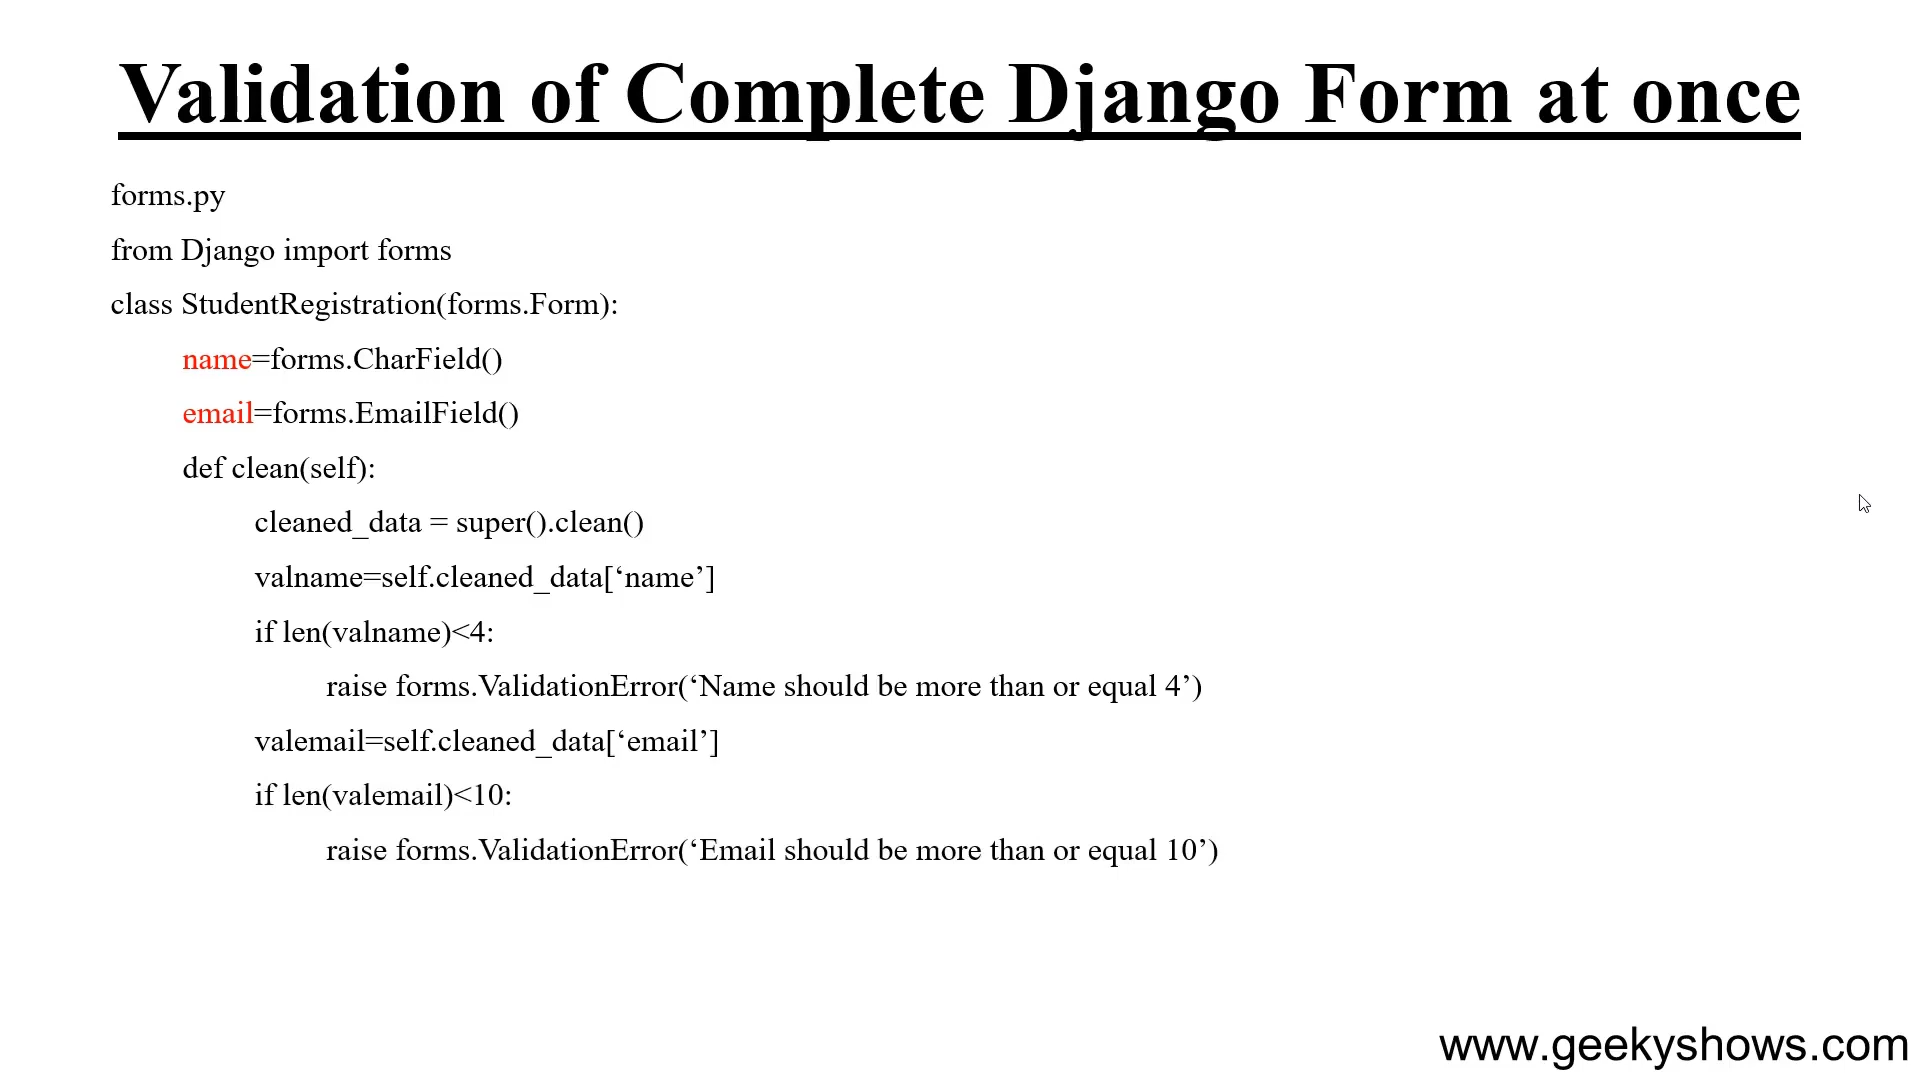 Validation of Complete Django Form at once
forms.py
from Django import forms
class StudentRegistration(forms.Form):
name=forms.CharField()
email=forms.EmailField()
def clean(self):
cleaned_data = super().clean()
valname=self.cleaned_data[‘name’]
if len(valname)<4:
raise forms.ValidationError(‘Name should be more than or equal 4’)
valemail=self.cleaned_data[‘email’]
if len(valemail)<10:
raise forms.ValidationError(‘Email should be more than or equal 10’)
www.geekyshows.com